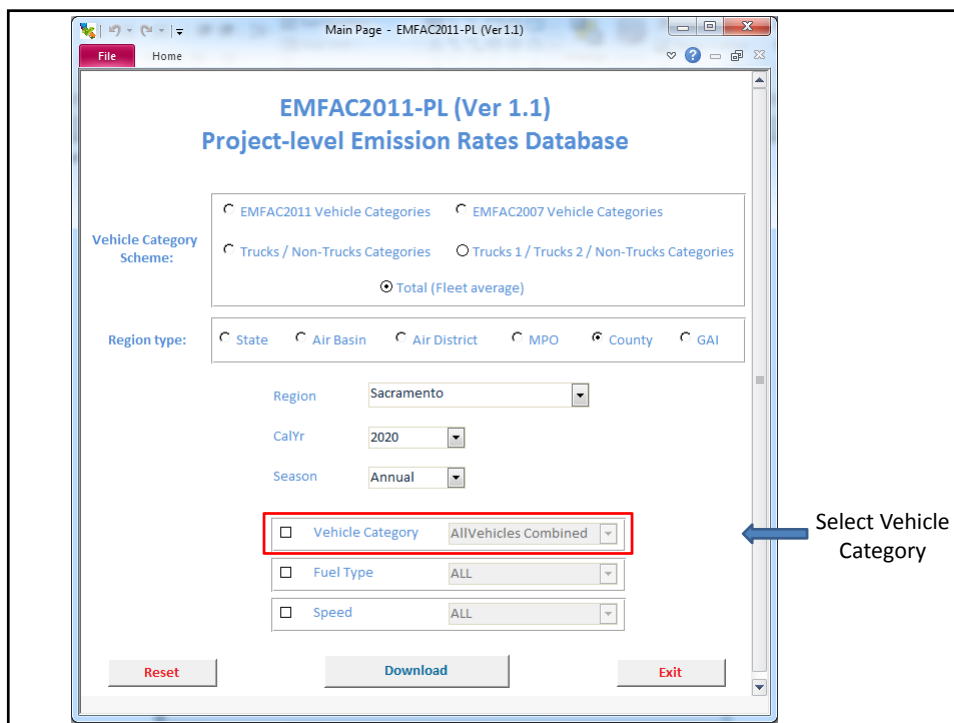 Main Page - EMFAC2011-PL (Ver 1.1)
File Home
EMFAC2011-PL (Ver 1.1)
Project-level Emission Rates Database
Vehicle Category Scheme:
EMFAC2011 Vehicle Categories EMFAC2007 Vehicle Categories
Trucks / Non-Trucks Categories Trucks 1 / Trucks 2 / Non-Trucks Categories
Total (Fleet average)
Region type: State Air Basin Air District MPO County GAI
Region Sacramento
CalYr 2020
Season Annual
Vehicle Category AllVehicles Combined
Fuel Type ALL
Speed ALL
Reset Download Exit
Select Vehicle
Category